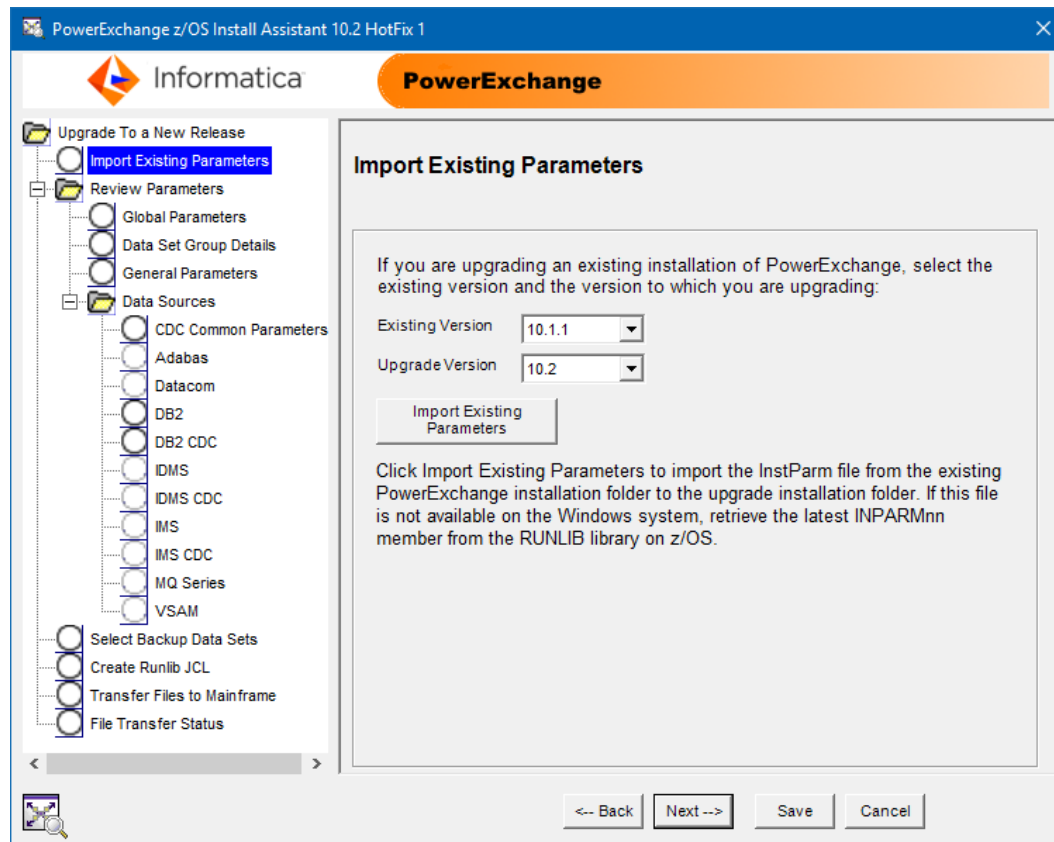 PowerExchange z/OS Install Assistant 10.2 HotFix 1
Informatica
PowerExchange
Upgrade To a New Release
Import Existing Parameters
Review Parameters
Global Parameters
Data Set Group Details
General Parameters
Data Sources
CDC Common Parameters
Adabas
Datacom
DB2
DB2 CDC
IDMS
IDMS CDC
IMS
IMS CDC
MQ Series
VSAM
Select Backup Data Sets
Create Runlib JCL
Transfer Files to Mainframe
File Transfer Status
Import Existing Parameters
If you are upgrading an existing installation of PowerExchange, select the
existing version and the version to which you are upgrading:
Existing Version 10.1.1
Upgrade Version 10.2
Import Existing
Parameters
Click Import Existing Parameters to import the InstParm file from the existing
PowerExchange installation folder to the upgrade installation folder. If this file
is not available on the Windows system, retrieve the latest INPARMnn
member from the RUNLIB library on z/OS.
<-- Back Next --> Save Cancel